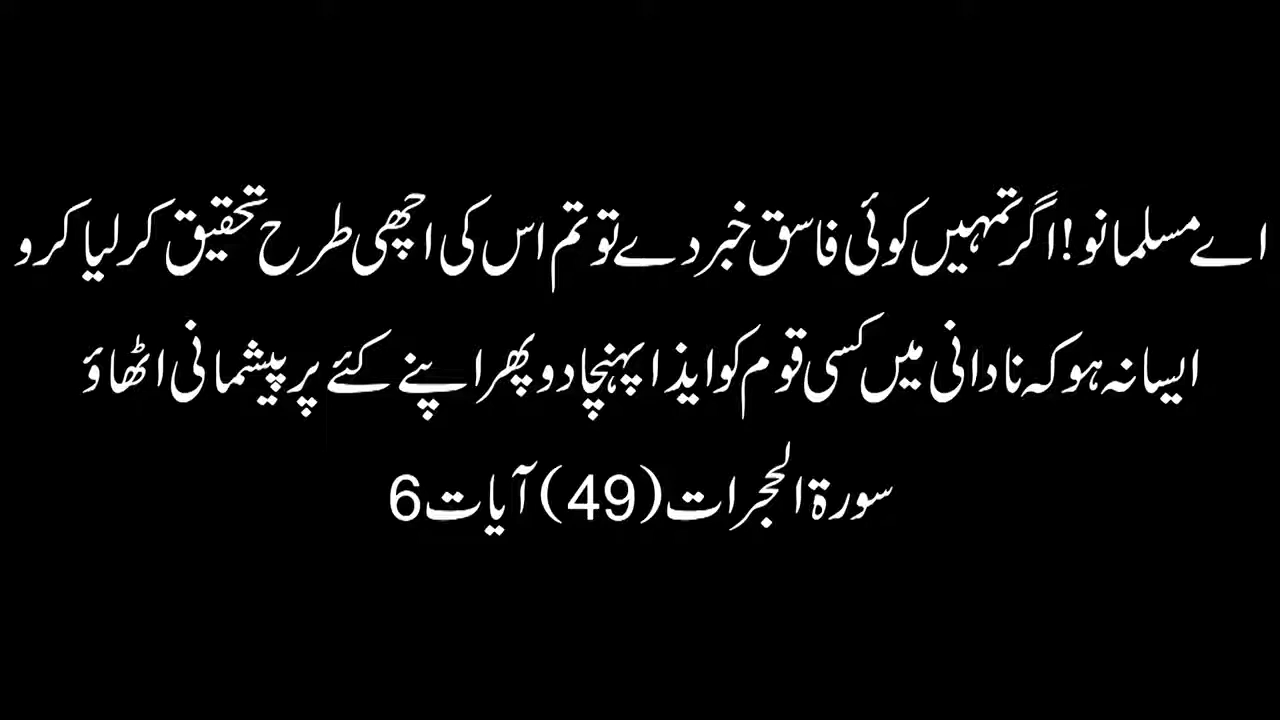 اے مسلمانو! اگر تمہیں کوئی فاسق خبر دے تو تم اس کی اچھی طرح تحقیق کر لیا کرو
ایسا نہ ہو کہ نادانی میں کسی قوم کو ایذا پہنچا دو پھر اپنے کئے پر پیشمانی اٹھاؤ
سورۃ الحجرات (49) آیات 6